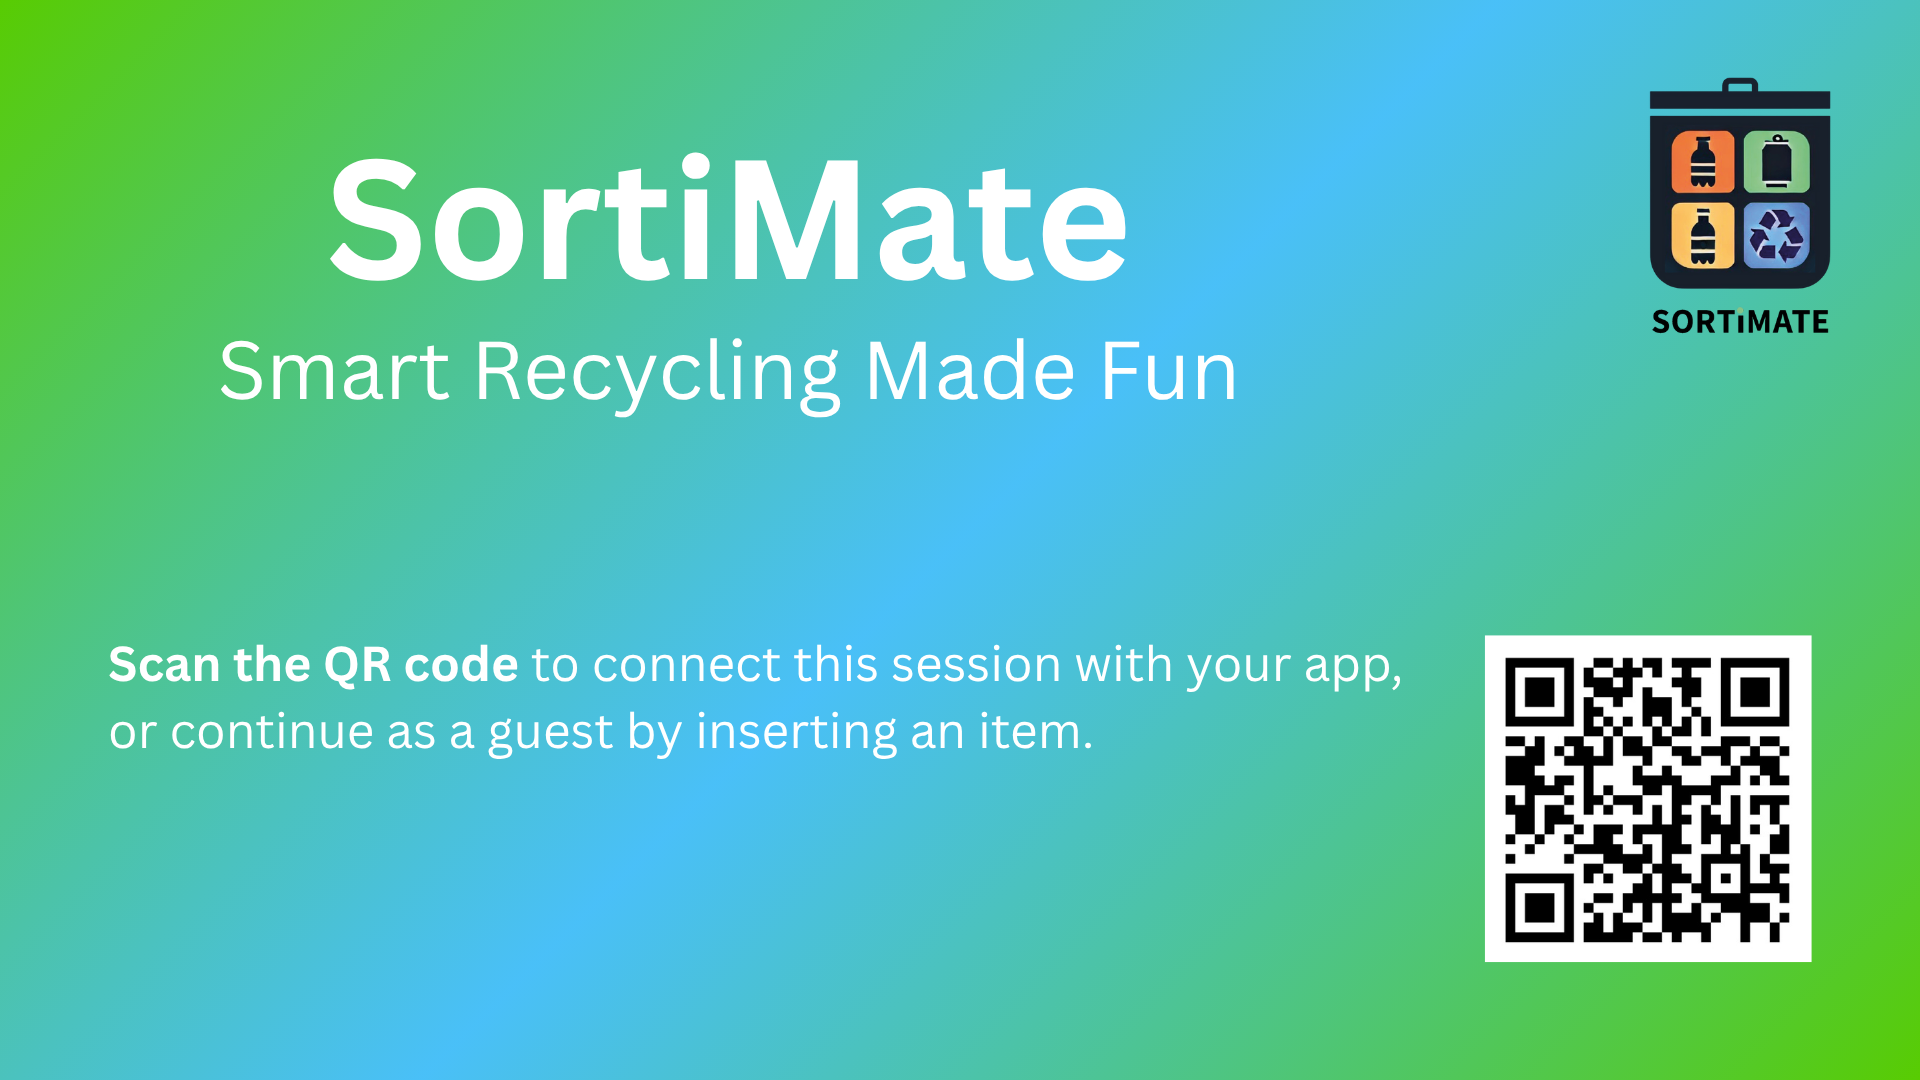 SortiMate
Smart Recycling Made Fun
SORTiMATE
Scan the QR code to connect this session with your app,
or continue as a guest by inserting an item.